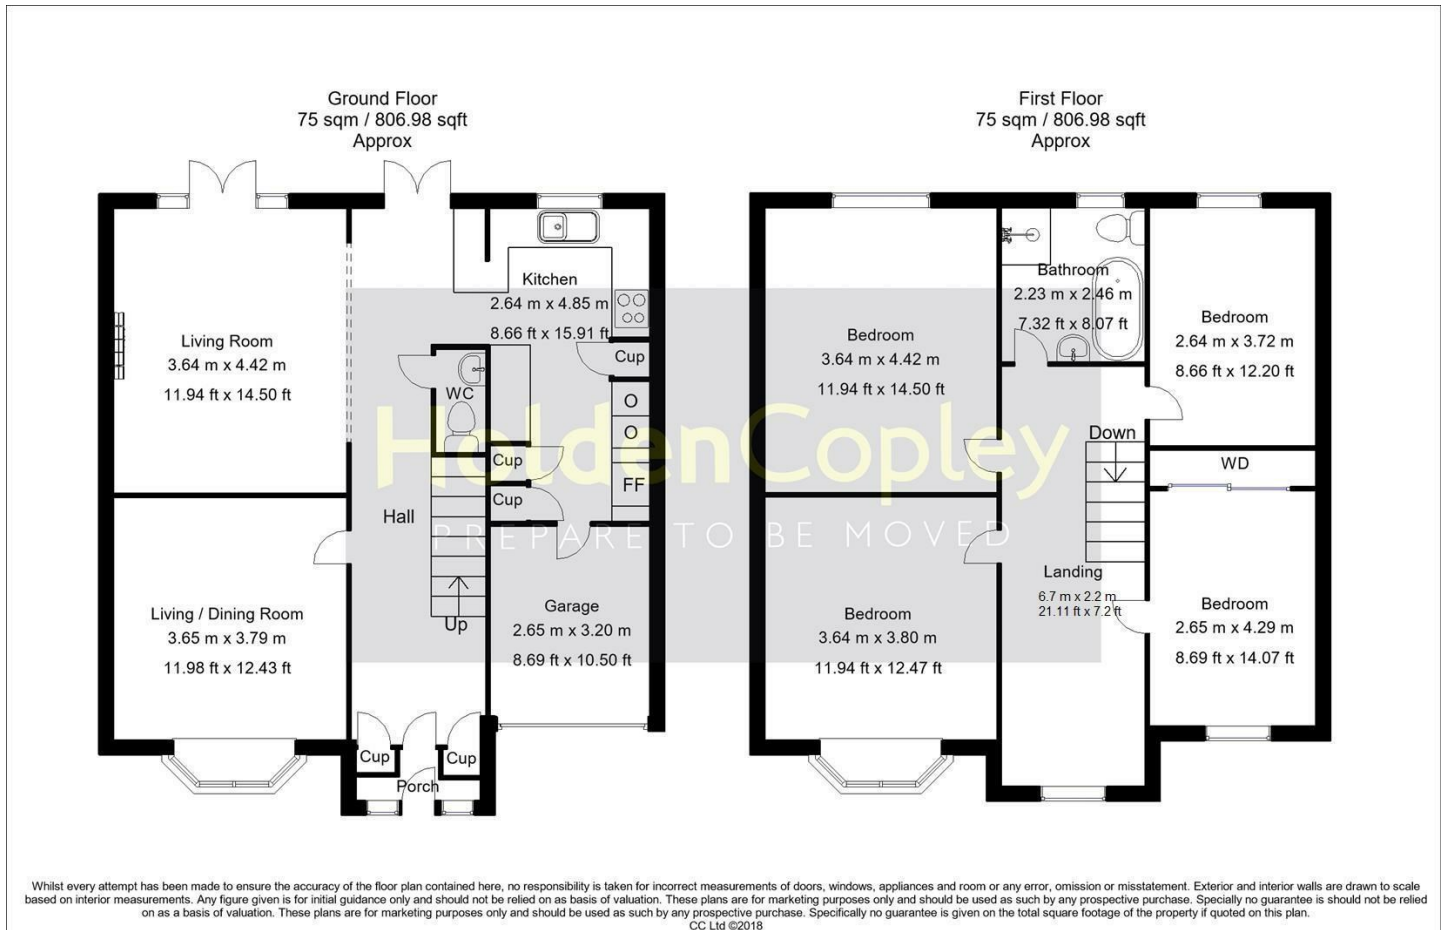 Ground Floor
75 sqm / 806.98 sqft
Approx
First Floor
75 sqm / 806.98 sqft
Approx
Living Room
3.64 m x 4.42 m
11.94 ft x 14.50 ft
Kitchen
2.64 m x 4.85 m
8.66 ft x 15.91 ft
Cup
WC
O
O
Cup
FF
Cup
Hall
Up
Living / Dining Room
3.65 m x 3.79 m
11.98 ft x 12.43 ft
Garage
2.65 m x 3.20 m
8.69 ft x 10.50 ft
Cup
Cup
Porch
Bedroom
3.64 m x 4.42 m
11.94 ft x 14.50 ft
Bathroom
2.23 m x 2.46 m
7.32 ft x 8.07 ft
Bedroom
2.64 m x 3.72 m
8.66 ft x 12.20 ft
Down
WD
Landing
6.7 m x 2.2 m
21.11 ft x 7.2 ft
Bedroom
3.64 m x 3.80 m
11.94 ft x 12.47 ft
Bedroom
2.65 m x 4.29 m
8.69 ft x 14.07 ft
HoldenCopley
PREPARE TO BE MOVED
Whilst every attempt has been made to ensure the accuracy of the floor plan contained here, no responsibility is taken for incorrect measurements of doors, windows, appliances and room or any error, omission or misstatement. Exterior and interior walls are drawn to scale
based on interior measurements. Any figure given is for initial guidance only and should not be relied on as basis of valuation. These plans are for marketing purposes only and should be used as such by any prospective purchase. Specially no guarantee is should not be relied
on as a basis of valuation. These plans are for marketing purposes only and should be used as such by any prospective purchase. Specifically no guarantee is given on the total square footage of the property if quoted on this plan.
CC Ltd ©2018